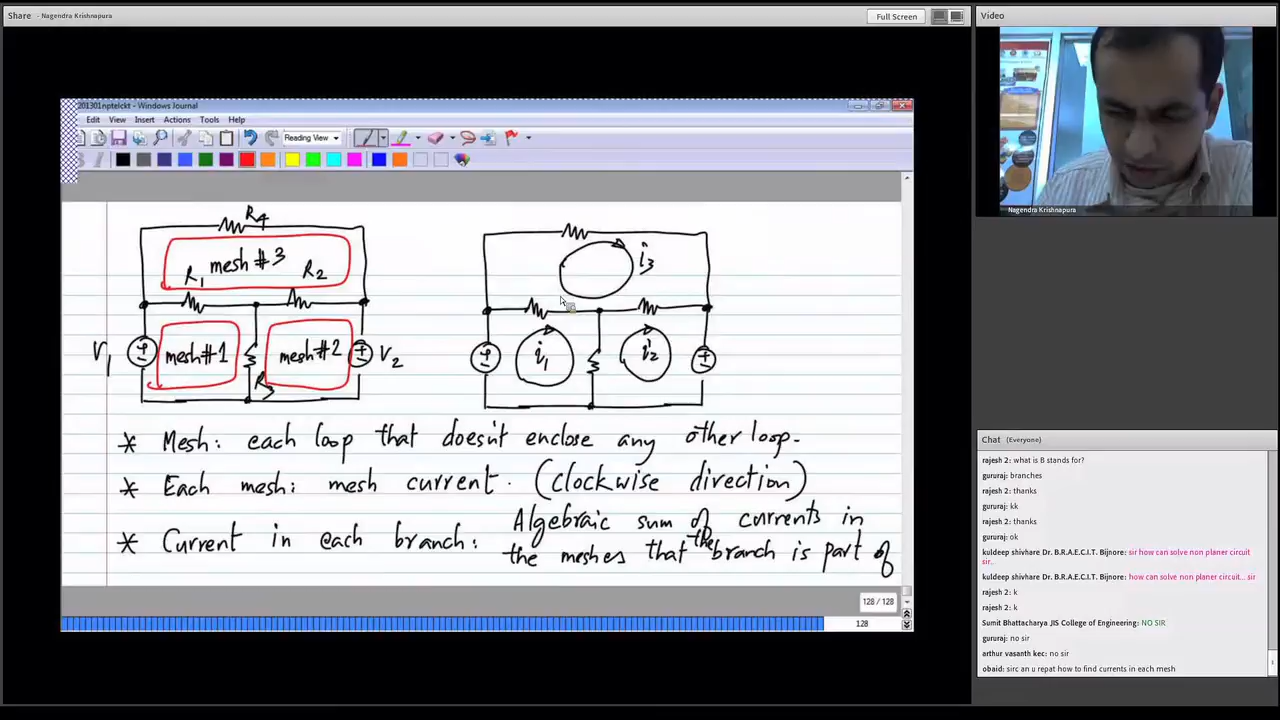 Share - Nagendra Krishnapura
Full Screen
Video
201301nptelckt - Windows Journal
Edit View Insert Actions Tools Help
Reading View
Nagendra Krishnapura
R4
mesh #3
R1
R2
i3
V1
mesh#1
mesh#2
V2
R3
i1
i2
* Mesh: each loop that doesn't enclose any other loop.
* Each mesh: mesh current. (clockwise direction)
* Current in each branch: Algebraic sum of currents in
the meshes that the branch is part of
128 / 128
128
Chat (Everyone)
rajesh 2: what is B stands for?
gururaj: branches
rajesh 2: thanks
gururaj: kk
rajesh 2: thanks
gururaj: ok
kuldeep shivhare Dr. B.R.A.E.C.I.T. Bijnore: sir how can solve non planer circuit
sir..
kuldeep shivhare Dr. B.R.A.E.C.I.T. Bijnore: how can solve non planer circuit... sir
rajesh 2: k
rajesh 2: k
Sumit Bhattacharya JIS College of Engineering: NO SIR
gururaj: no sir
arthur vasanth kec: no sir
obaid: sirc an u repat how to find currents in each mesh